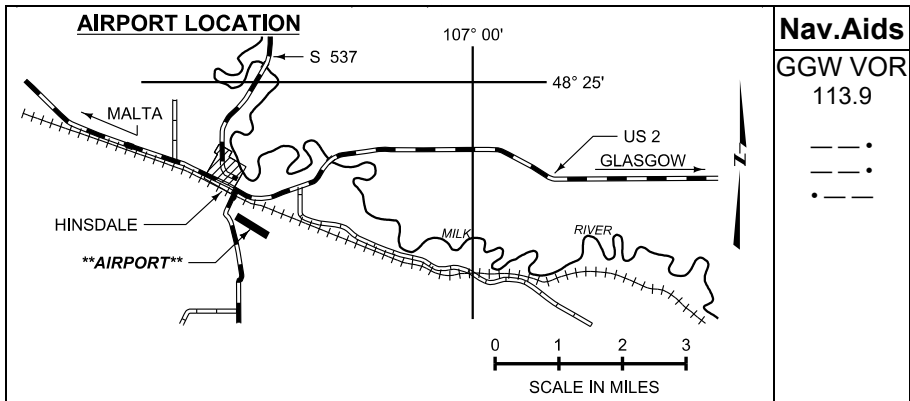 AIRPORT LOCATION
107° 00'
S 537
48° 25'
MALTA
US 2
GLASGOW
HINSDALE
MILK RIVER
**AIRPORT**
N
0 1 2 3
SCALE IN MILES
Nav.Aids
GGW VOR
113.9
— — •
— — •
• — —